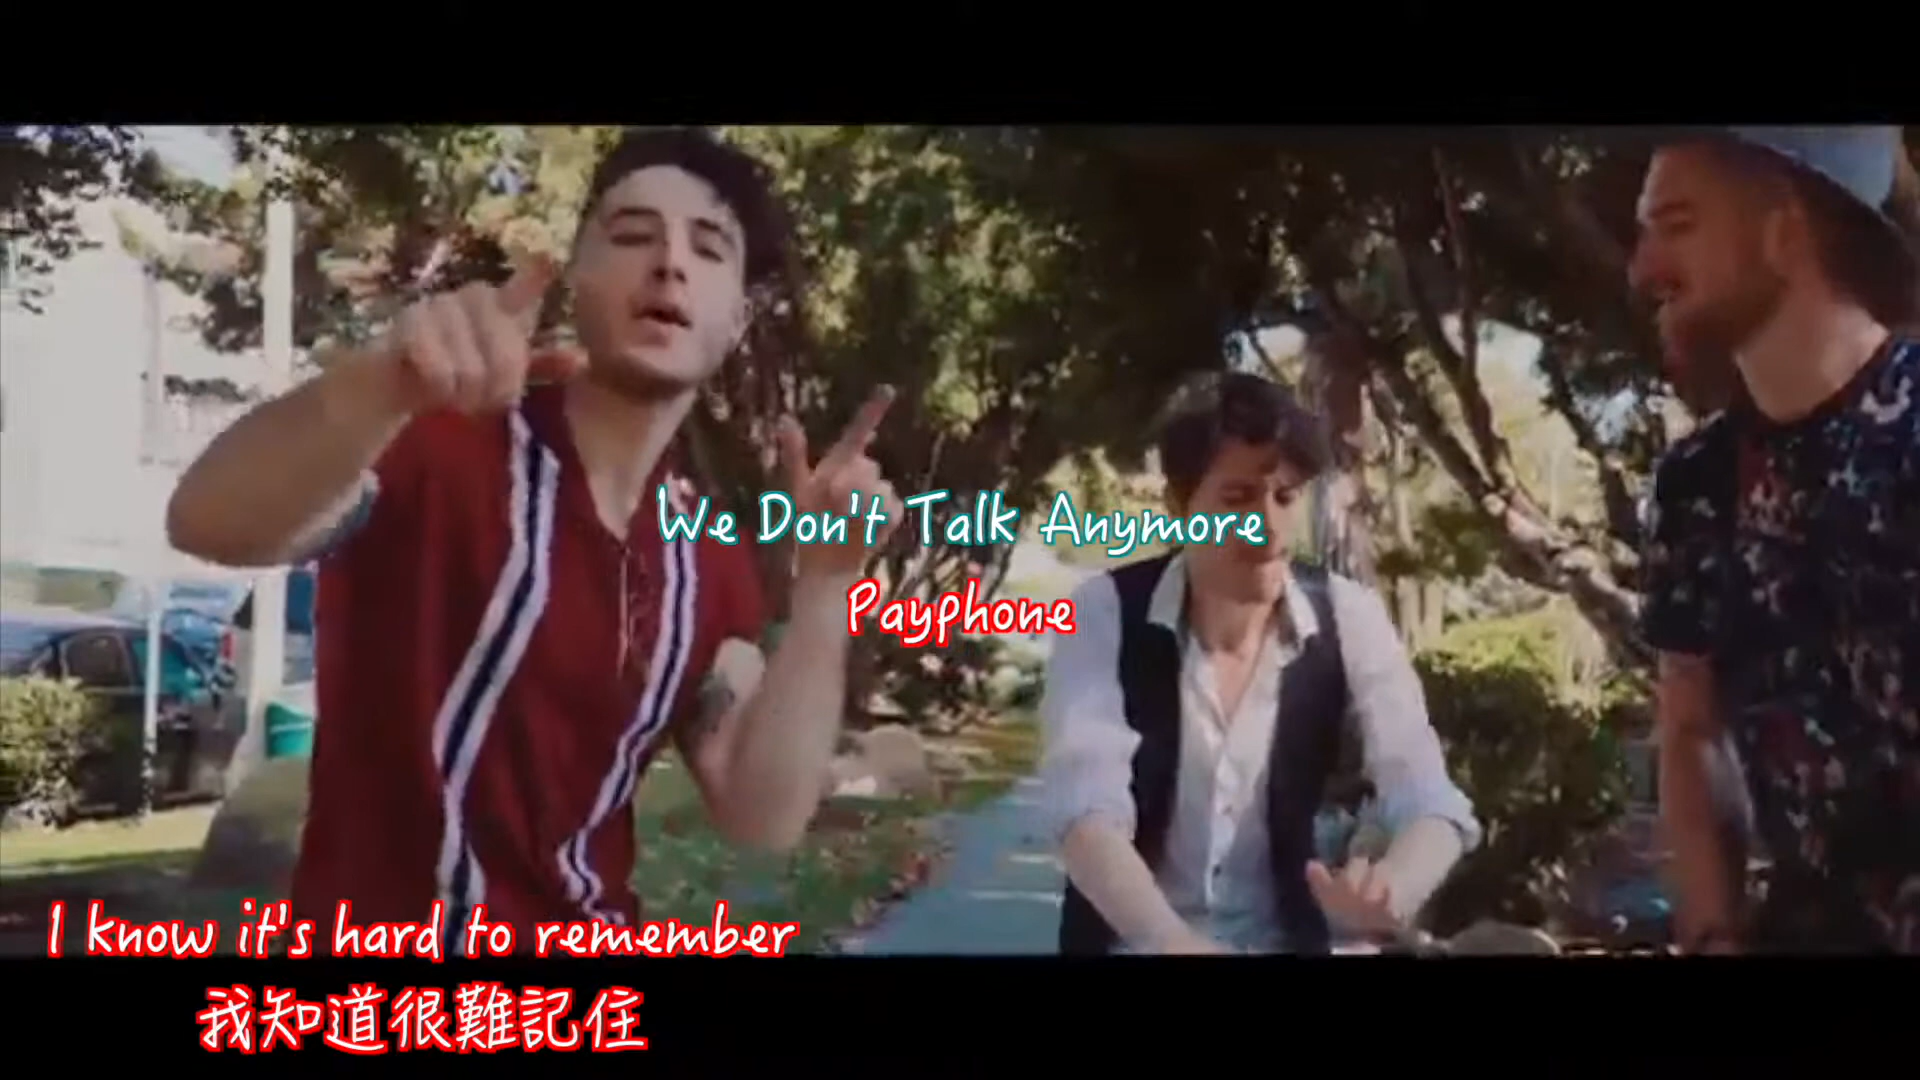 We Don't Talk Anymore
Payphone
I know it's hard to remember
我知道很難記住